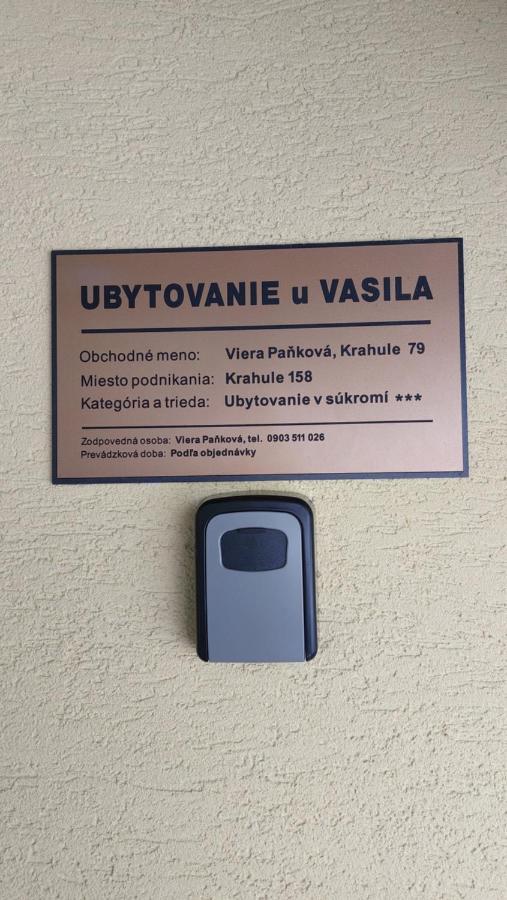 UBYTOVANIE u VASILA
Obchodné meno: Viera Paňková, Krahule 79
Miesto podnikania: Krahule 158
Kategória a trieda: Ubytovanie v súkromí ***
Zodpovedná osoba: Viera Paňková, tel. 0903 511 026
Prevádzková doba: Podľa objednávky